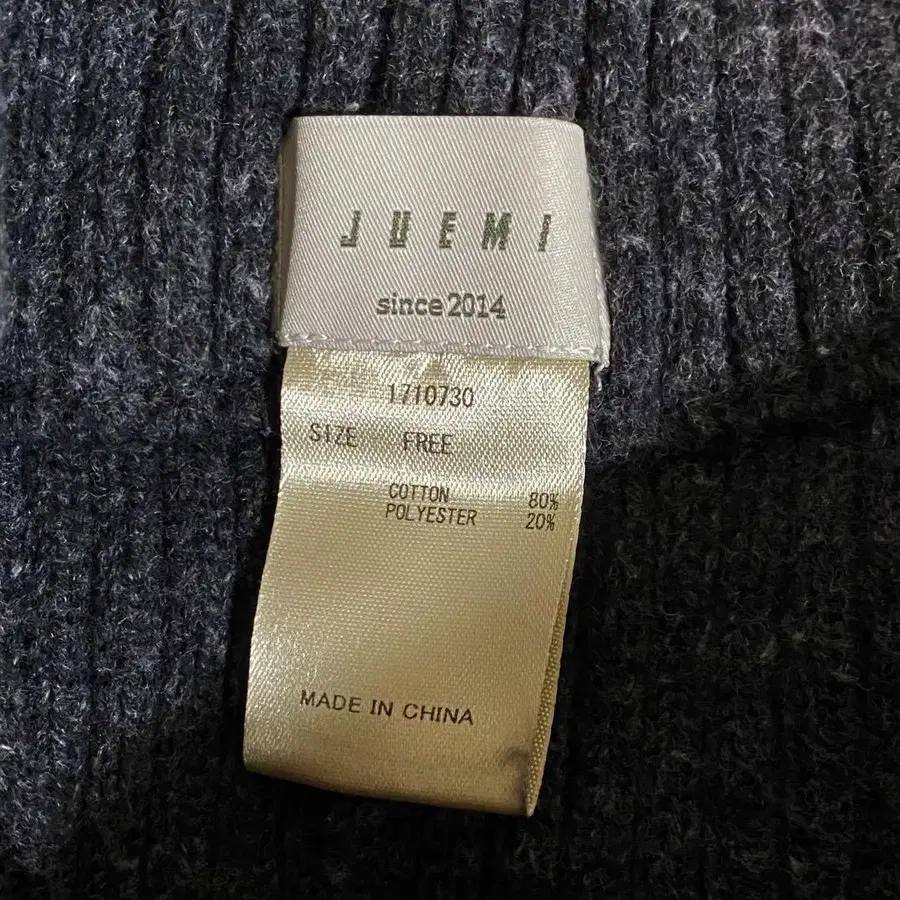 JUEMI
since2014
1710730
SIZE FREE
COTTON 80%
POLYESTER 20%
MADE IN CHINA